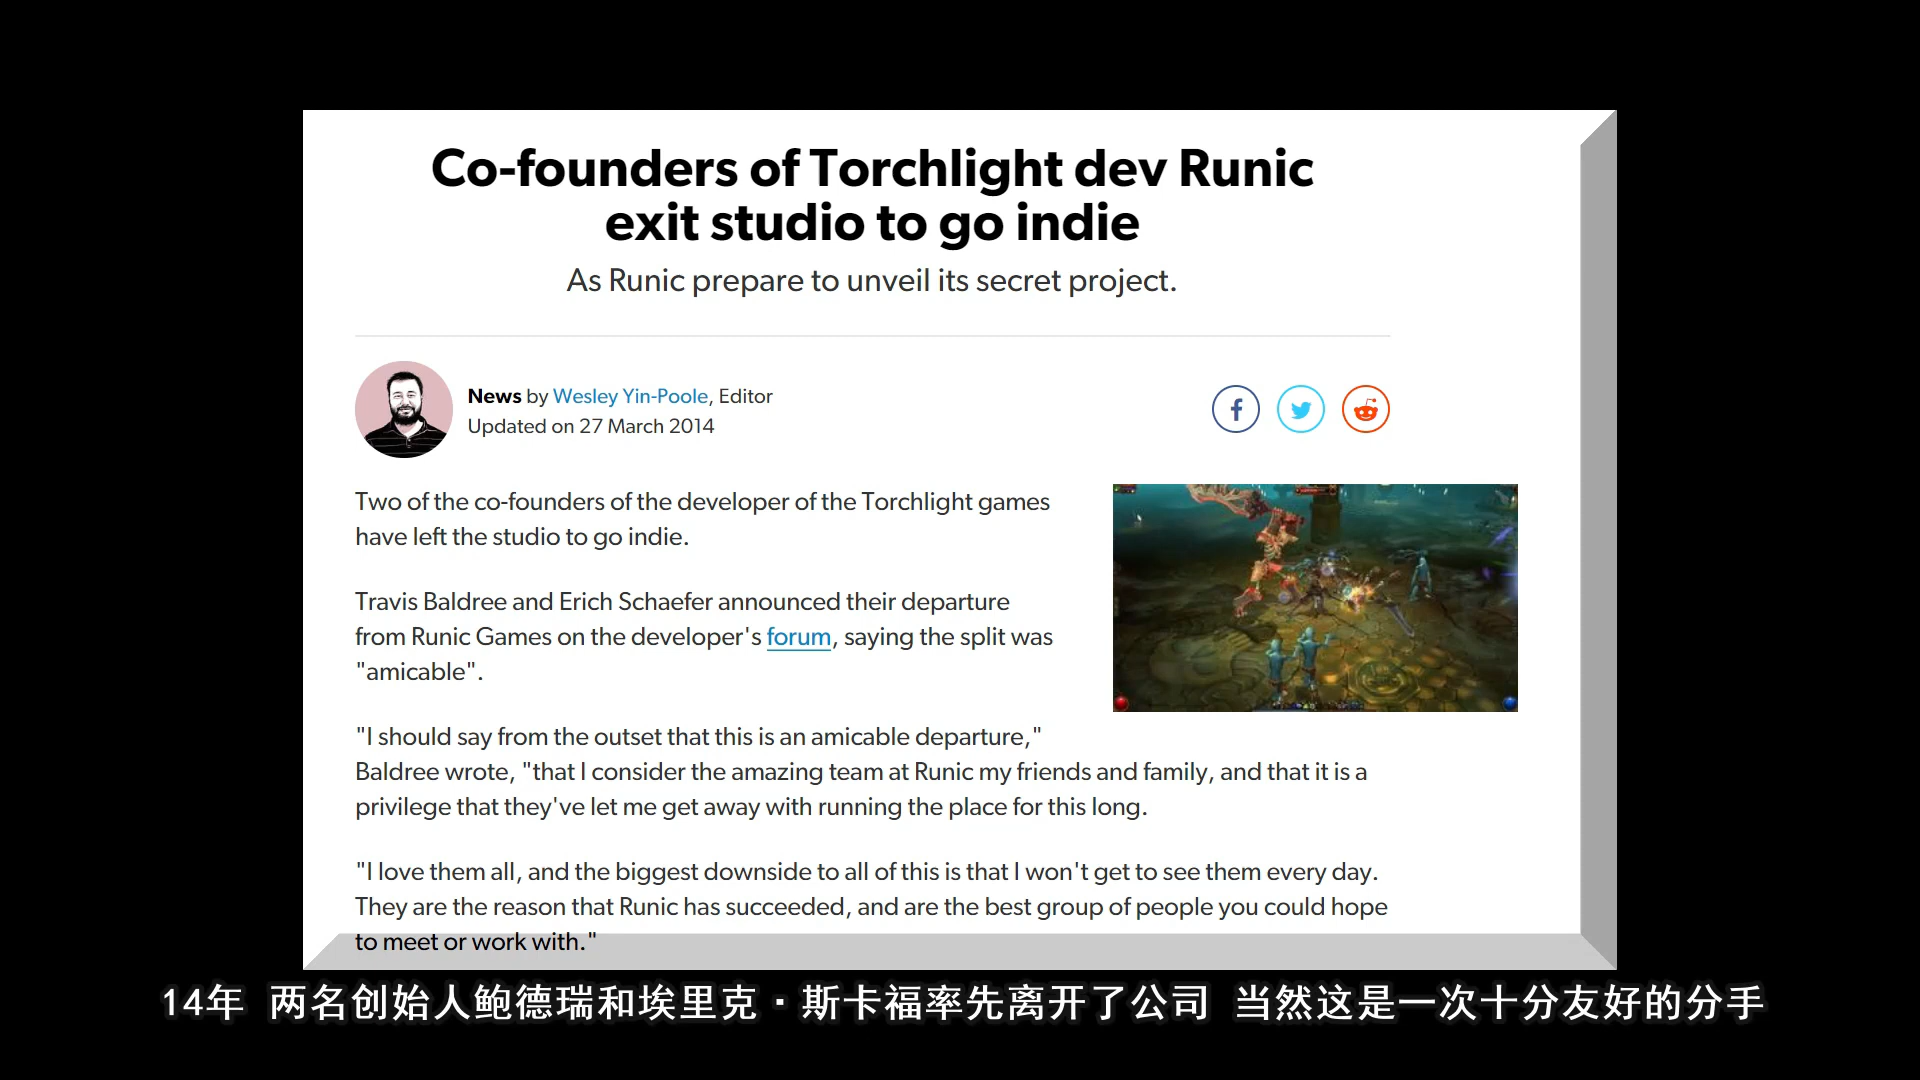 Co-founders of Torchlight dev Runic
exit studio to go indie
As Runic prepare to unveil its secret project.
News by Wesley Yin-Poole, Editor
Updated on 27 March 2014
Two of the co-founders of the developer of the Torchlight games
have left the studio to go indie.
Travis Baldree and Erich Schaefer announced their departure
from Runic Games on the developer's forum, saying the split was
"amicable".
"I should say from the outset that this is an amicable departure,"
Baldree wrote, "that I consider the amazing team at Runic my friends and family, and that it is a
privilege that they've let me get away with running the place for this long.
"I love them all, and the biggest downside to all of this is that I won't get to see them every day.
They are the reason that Runic has succeeded, and are the best group of people you could hope
to meet or work with."
14年 两名创始人鲍德瑞和埃里克·斯卡福率先离开了公司 当然这是一次十分友好的分手